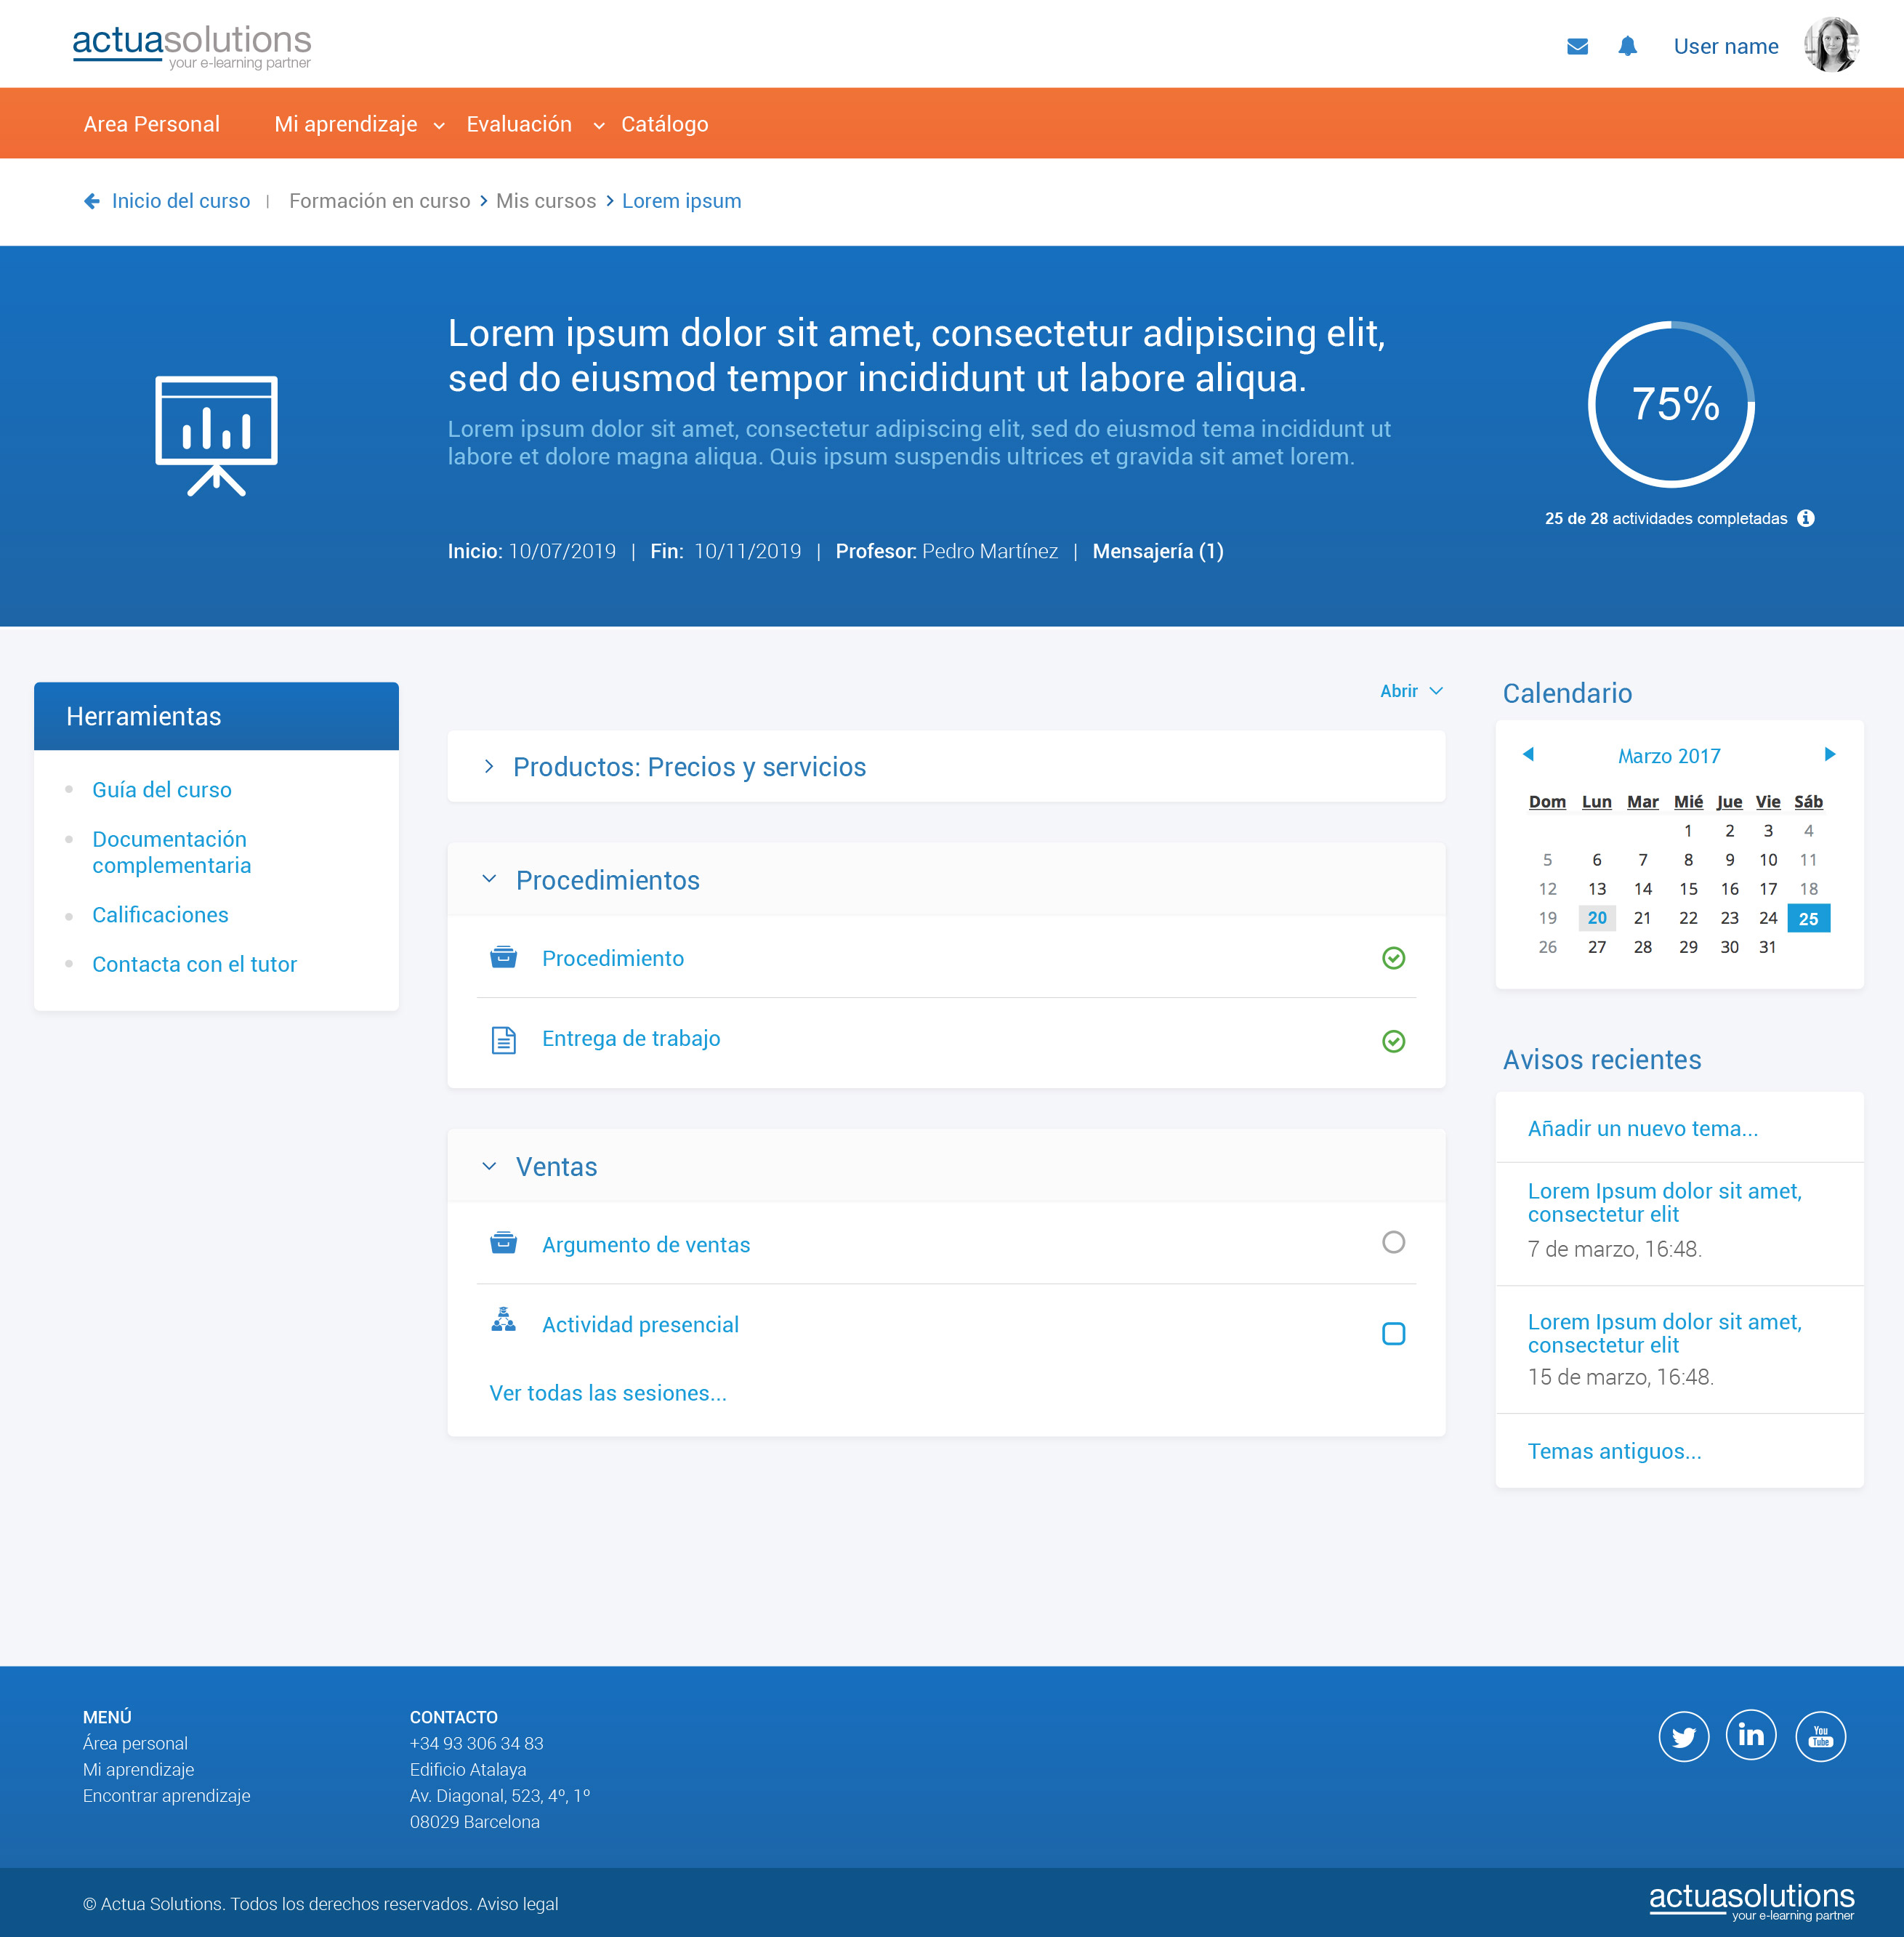 actuasolutions
your e-learning partner
User name
Area Personal Mi aprendizaje Evaluación Catálogo
Inicio del curso | Formación en curso > Mis cursos > Lorem ipsum
Lorem ipsum dolor sit amet, consectetur adipiscing elit,
sed do eiusmod tempor incididunt ut labore aliqua.
Lorem ipsum dolor sit amet, consectetur adipiscing elit, sed do eiusmod tema incididunt ut
labore et dolore magna aliqua. Quis ipsum suspendis ultrices et gravida sit amet lorem.
Inicio: 10/07/2019 | Fin: 10/11/2019 | Profesor: Pedro Martínez | Mensajería (1)
75%
25 de 28 actividades completadas
Herramientas
Guía del curso
Documentación
complementaria
Calificaciones
Contacta con el tutor
Abrir
Productos: Precios y servicios
Procedimientos
Procedimiento
Entrega de trabajo
Ventas
Argumento de ventas
Actividad presencial
Ver todas las sesiones...
Calendario
Marzo 2017
Dom Lun Mar Mié Jue Vie Sáb
1 2 3 4
5 6 7 8 9 10 11
12 13 14 15 16 17 18
19 20 21 22 23 24 25
26 27 28 29 30 31
Avisos recientes
Añadir un nuevo tema...
Lorem Ipsum dolor sit amet,
consectetur elit
7 de marzo, 16:48.
Lorem Ipsum dolor sit amet,
consectetur elit
15 de marzo, 16:48.
Temas antiguos...
MENÚ
Área personal
Mi aprendizaje
Encontrar aprendizaje
CONTACTO
+34 93 306 34 83
Edificio Atalaya
Av. Diagonal, 523, 4º, 1º
08029 Barcelona
in
You
Tube
© Actua Solutions. Todos los derechos reservados. Aviso legal
actuasolutions
your e-learning partner